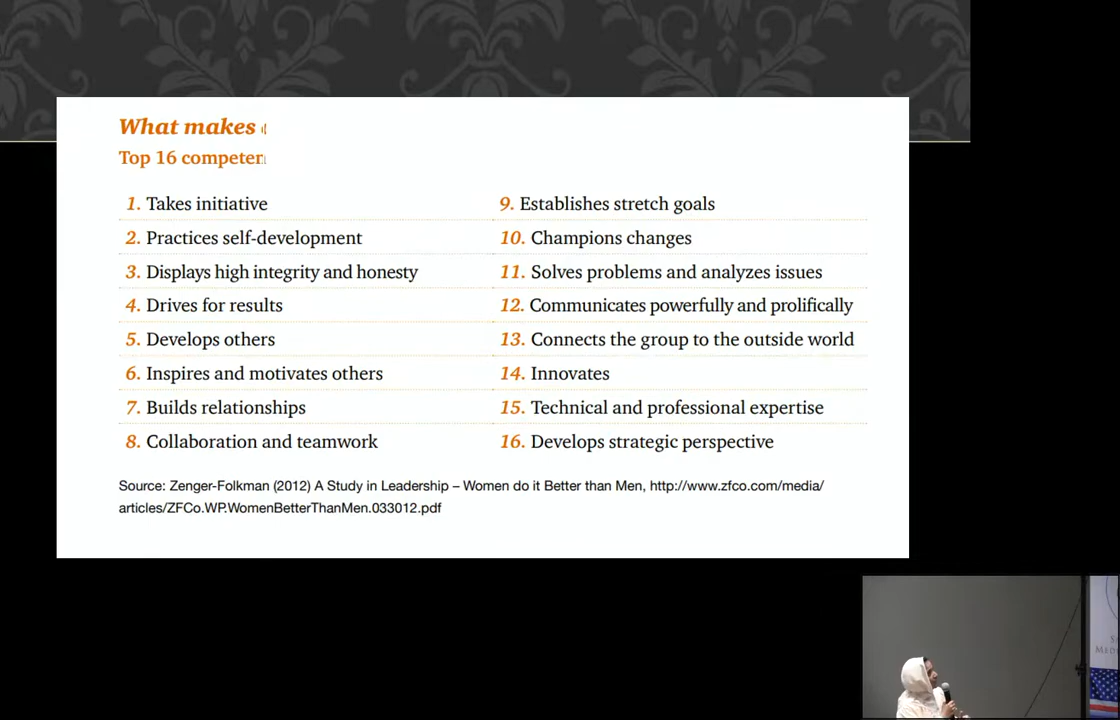 What makes
Top 16 competen
1. Takes initiative
2. Practices self-development
3. Displays high integrity and honesty
4. Drives for results
5. Develops others
6. Inspires and motivates others
7. Builds relationships
8. Collaboration and teamwork
9. Establishes stretch goals
10. Champions changes
11. Solves problems and analyzes issues
12. Communicates powerfully and prolifically
13. Connects the group to the outside world
14. Innovates
15. Technical and professional expertise
16. Develops strategic perspective
Source: Zenger-Folkman (2012) A Study in Leadership – Women do it Better than Men, http://www.zfco.com/media/
articles/ZFCo.WP.WomenBetterThanMen.033012.pdf